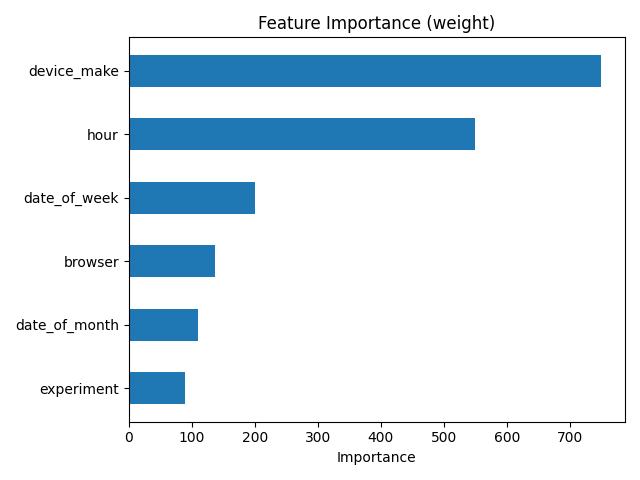 Feature Importance (weight)
device_make
hour
date_of_week
browser
date_of_month
experiment
0 100 200 300 400 500 600 700
Importance